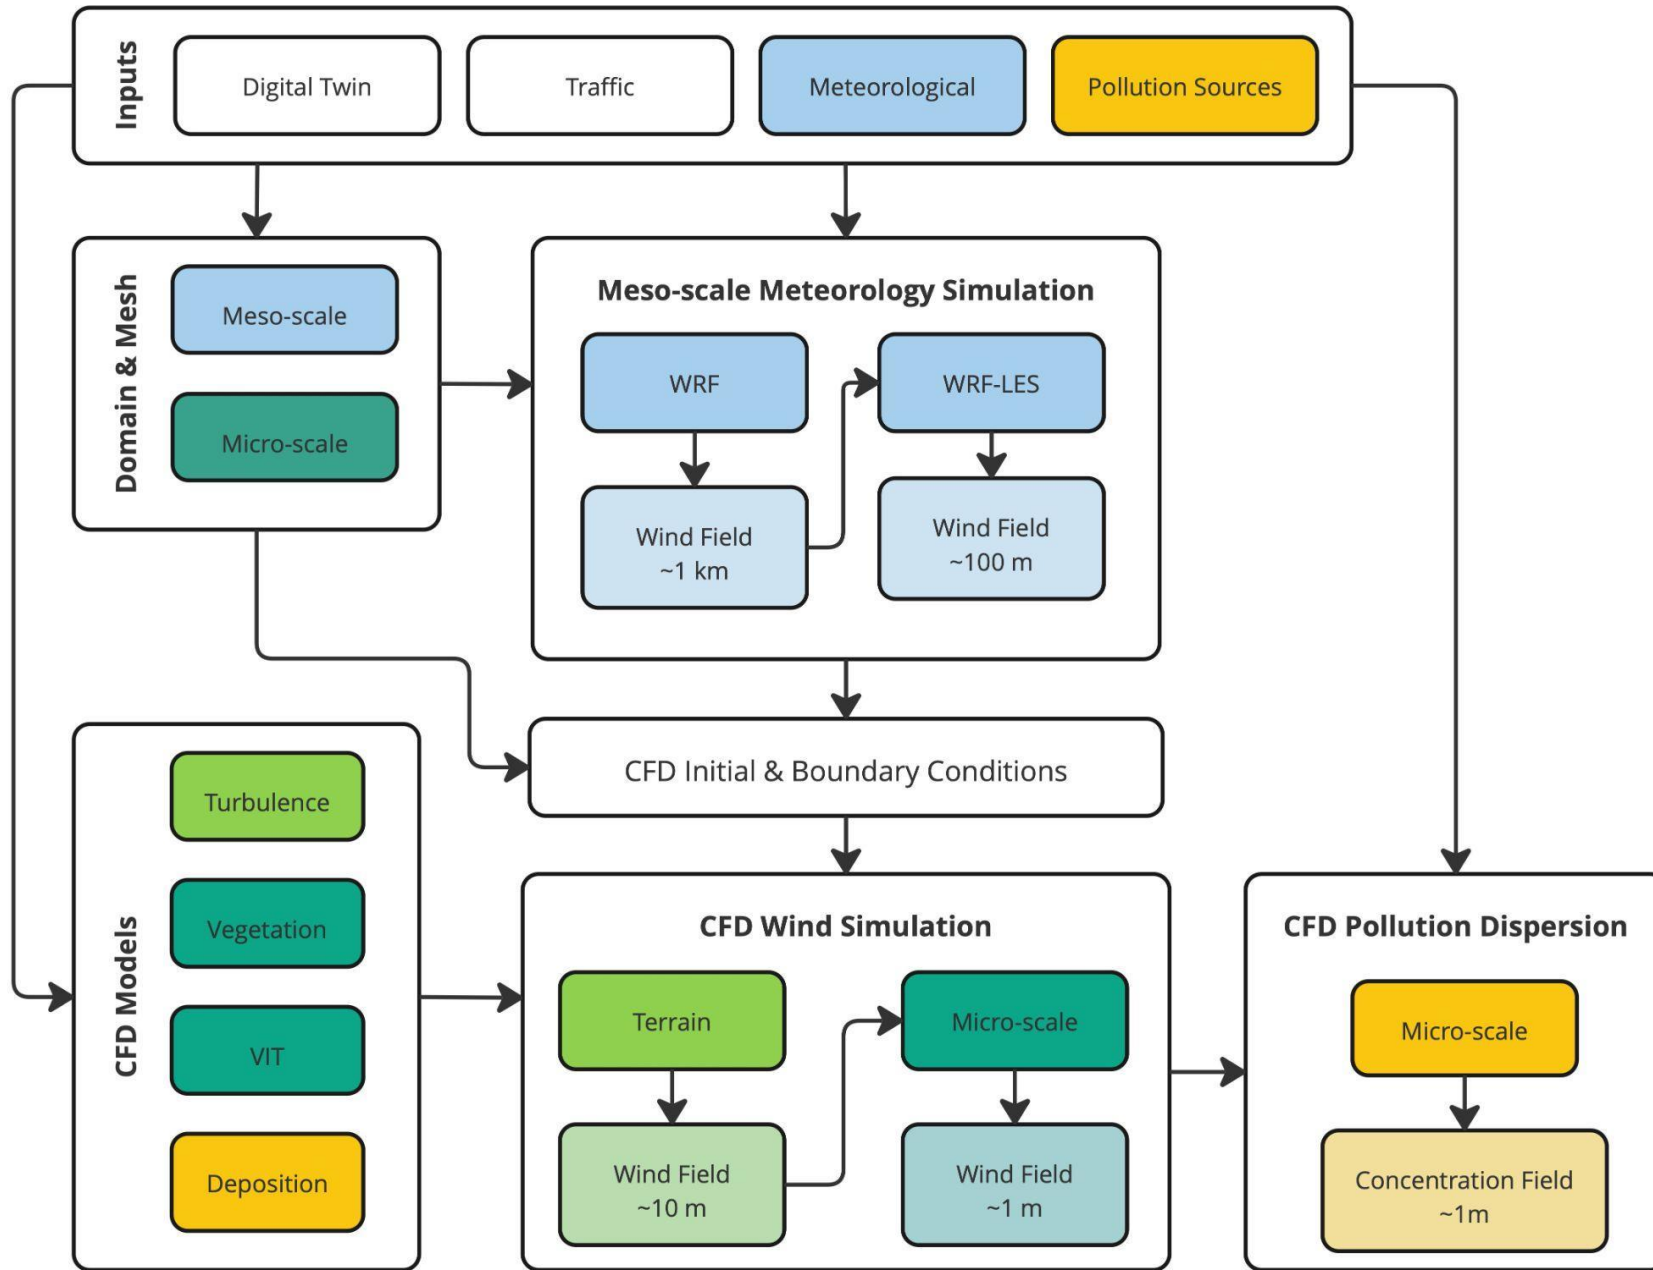 Inputs
Digital Twin
Traffic
Meteorological
Pollution Sources
Domain & Mesh
Meso-scale
Micro-scale
Meso-scale Meteorology Simulation
WRF
WRF-LES
Wind Field
~1 km
Wind Field
~100 m
CFD Initial & Boundary Conditions
CFD Models
Turbulence
Vegetation
VIT
Deposition
CFD Wind Simulation
Terrain
Micro-scale
Wind Field
~10 m
Wind Field
~1 m
CFD Pollution Dispersion
Micro-scale
Concentration Field
~1m